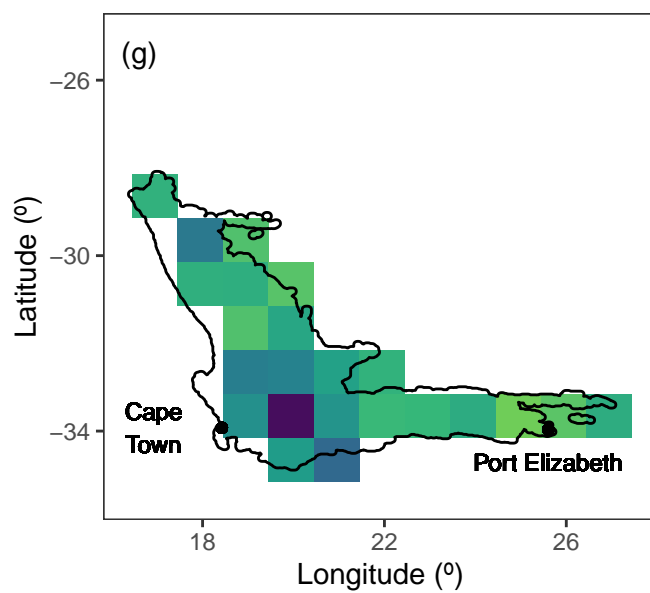 (g)
−26
−30
−34
Latitude (º)
Cape
Town
Port Elizabeth
18
22
26
Longitude (º)